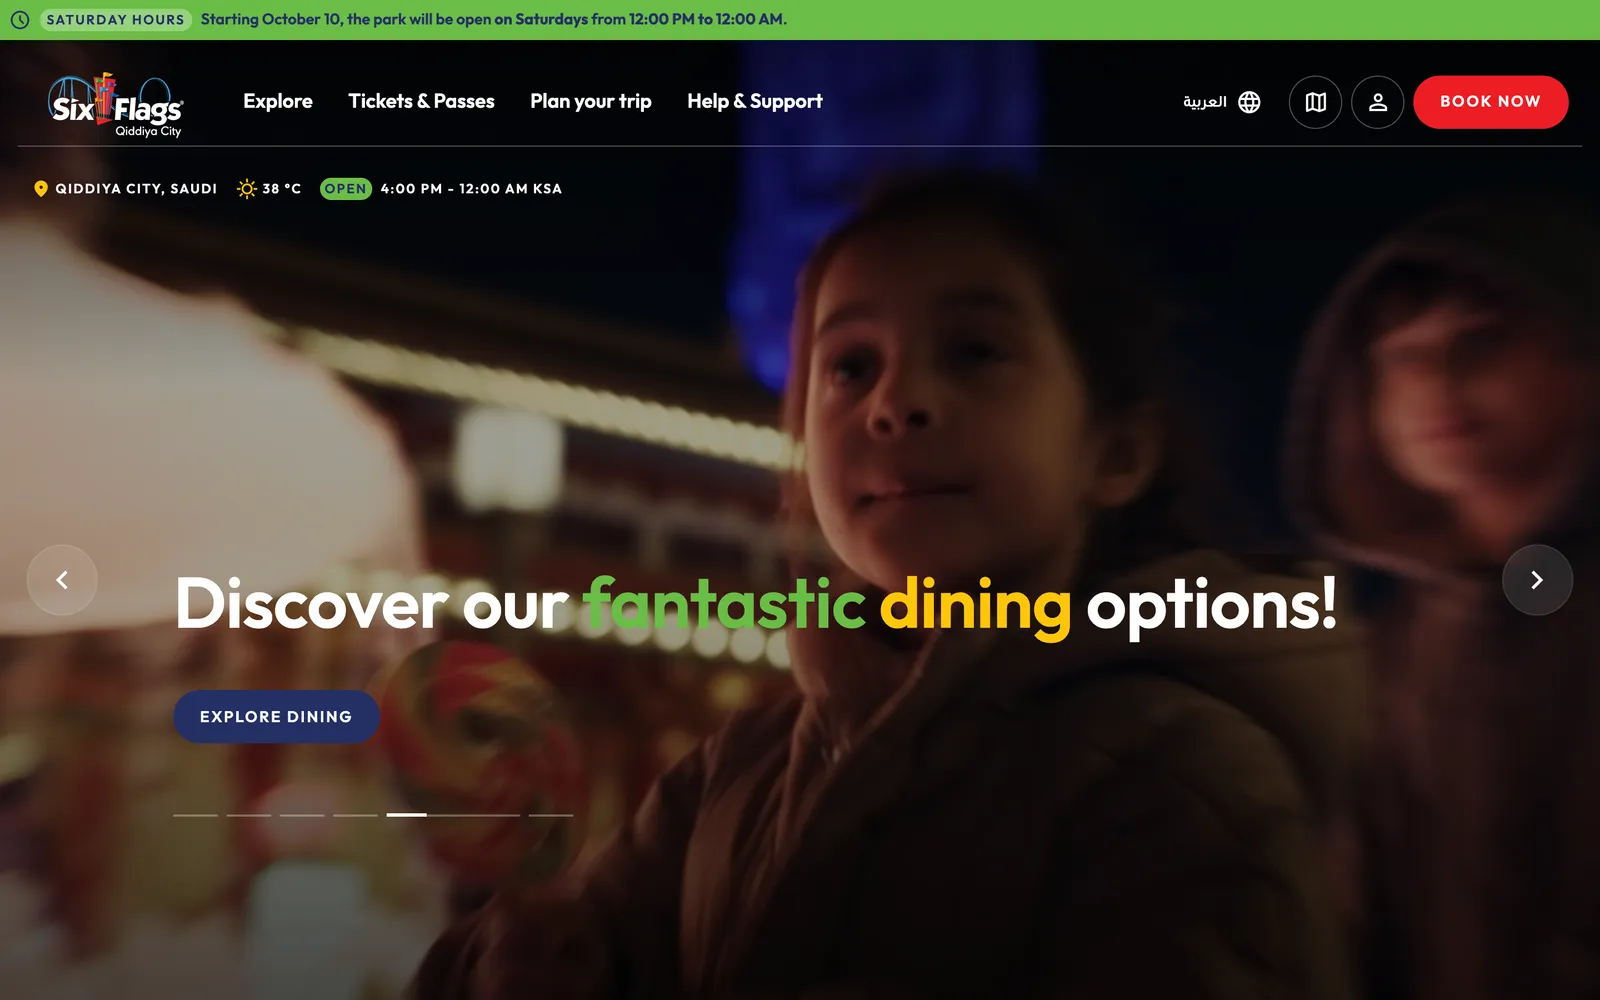 SATURDAY HOURS Starting October 10, the park will be open on Saturdays from 12:00 PM to 12:00 AM.
Six Flags
Qiddiya City
Explore Tickets & Passes Plan your trip Help & Support العربية BOOK NOW
QIDDIYA CITY, SAUDI 38 °C OPEN 4:00 PM - 12:00 AM KSA
Discover our fantastic dining options!
EXPLORE DINING